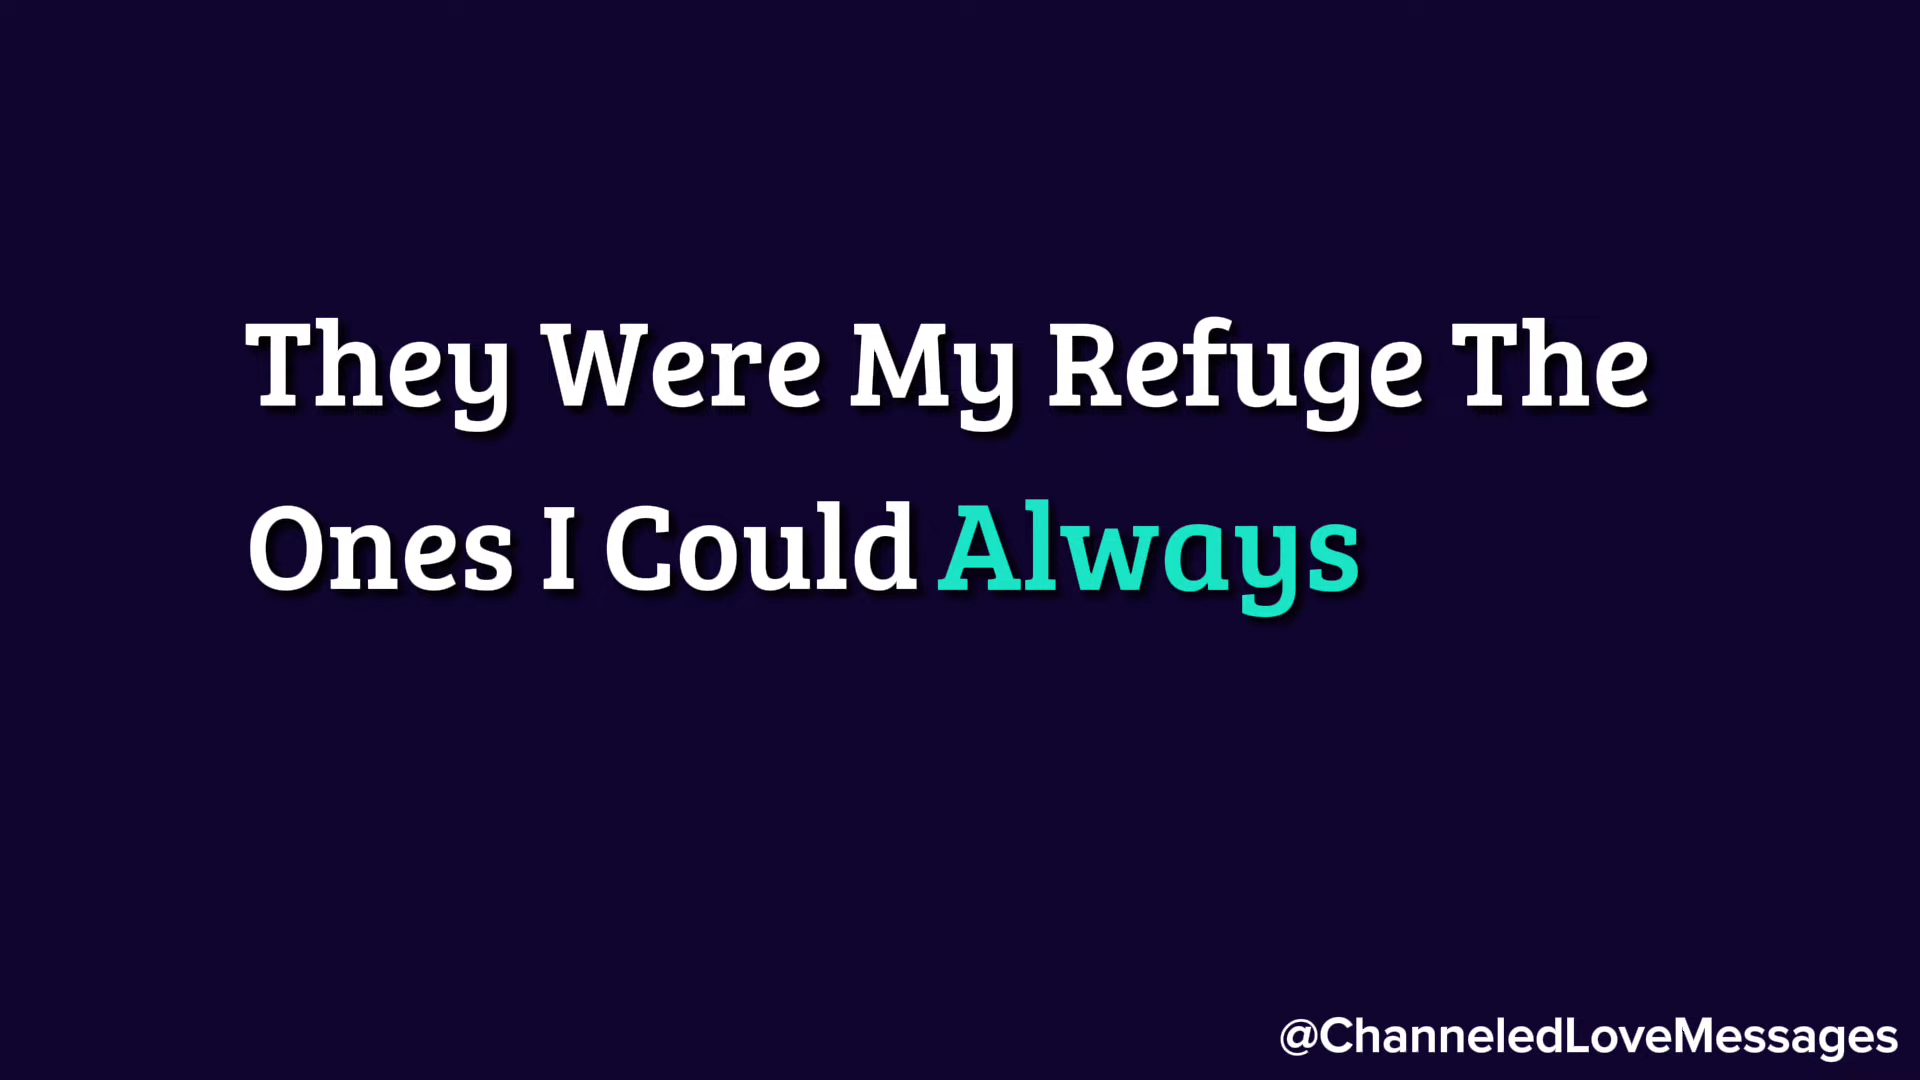 They Were My Refuge The
Ones I Could Always
@ChanneledLoveMessages